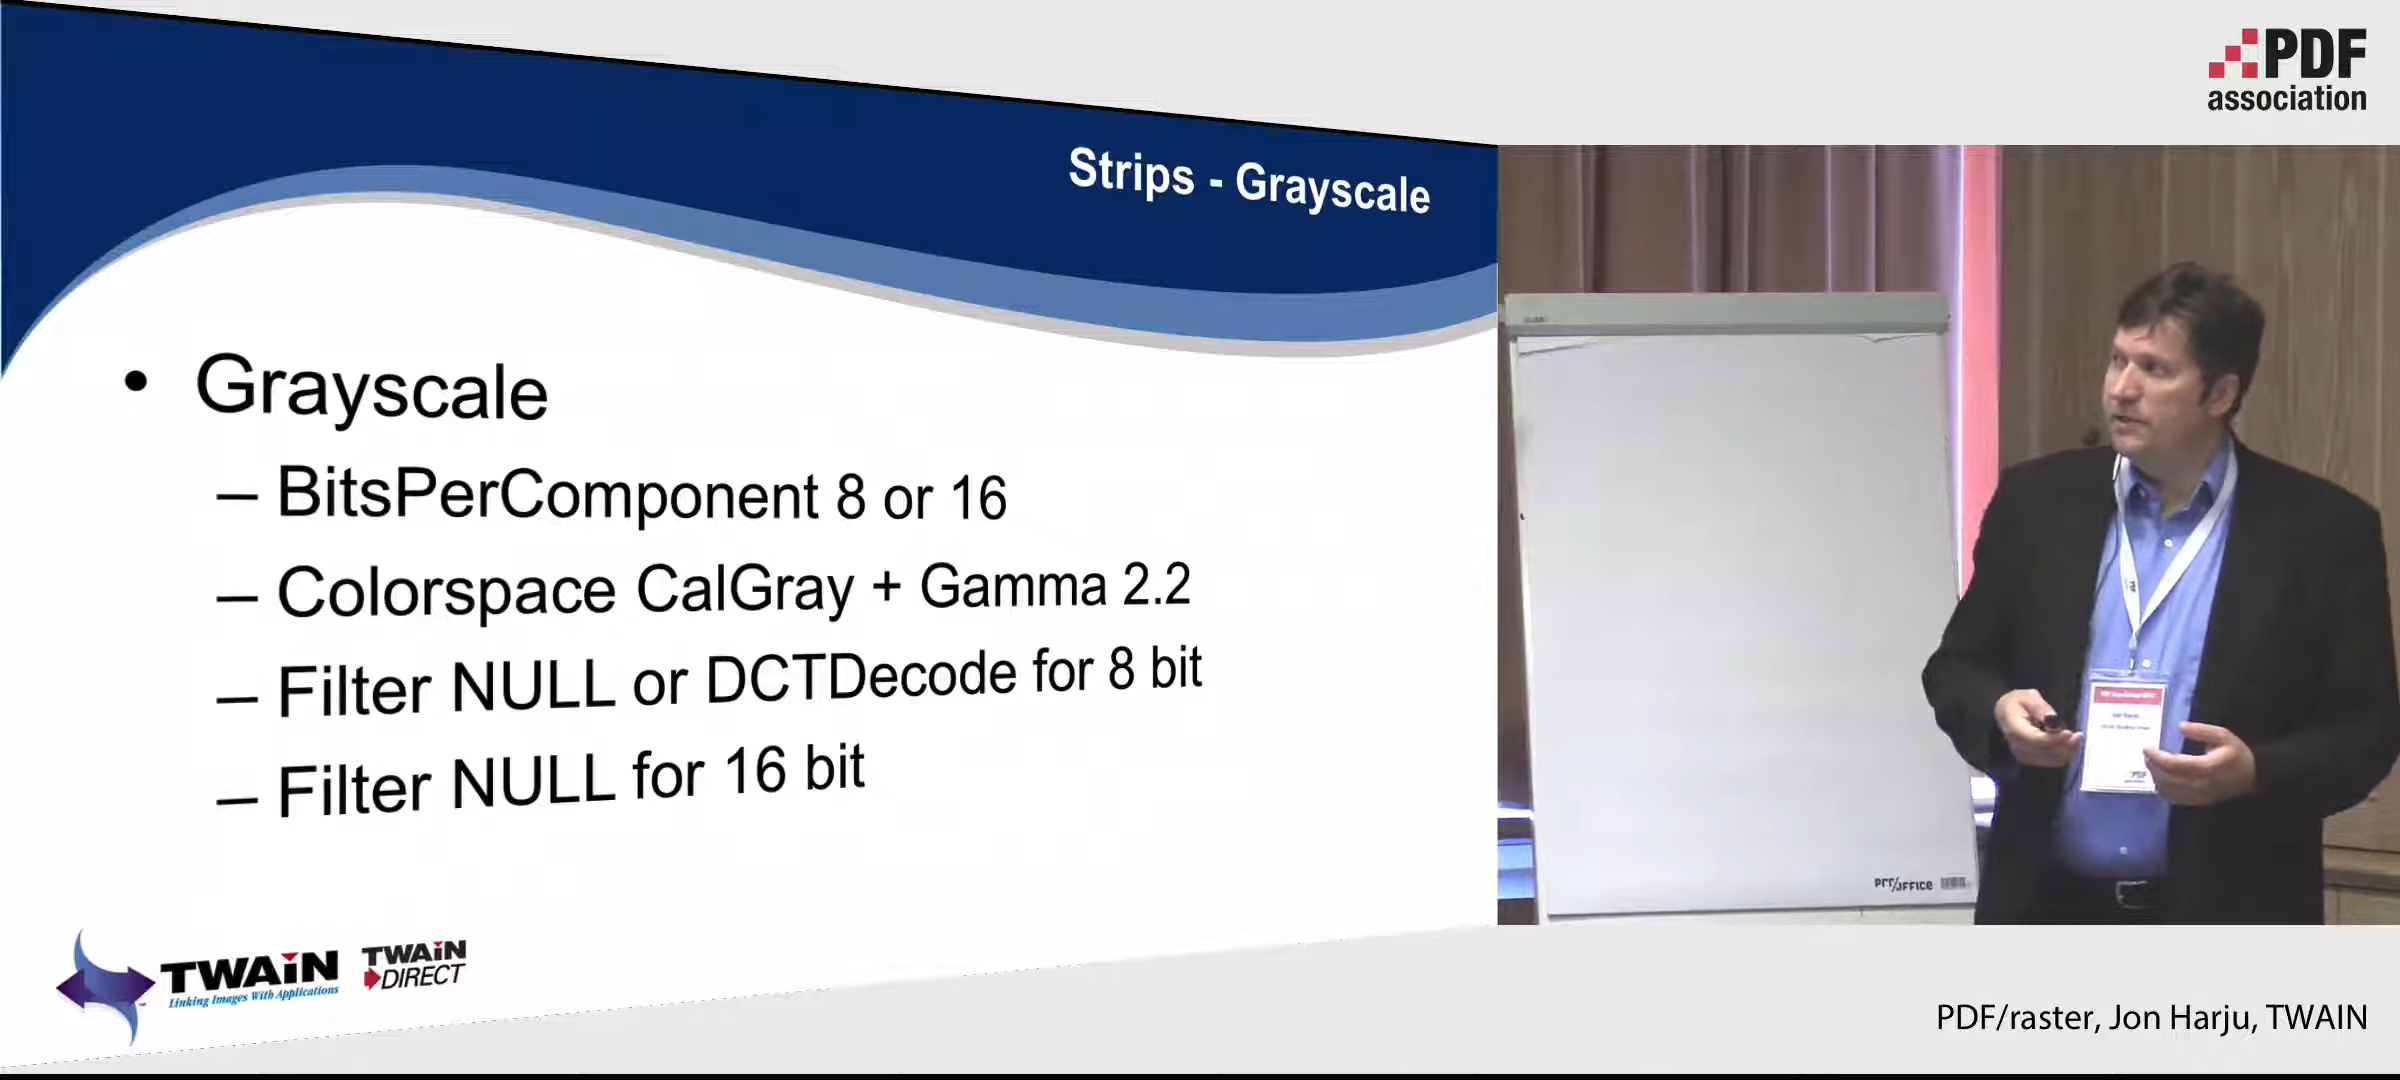 PDF
association
Strips - Grayscale
• Grayscale
– BitsPerComponent 8 or 16
– Colorspace CalGray + Gamma 2.2
– Filter NULL or DCTDecode for 8 bit
– Filter NULL for 16 bit
TWAIN
Linking Images With Applications
TWAIN
DIRECT
PDF
PDF/raster, Jon Harju, TWAIN